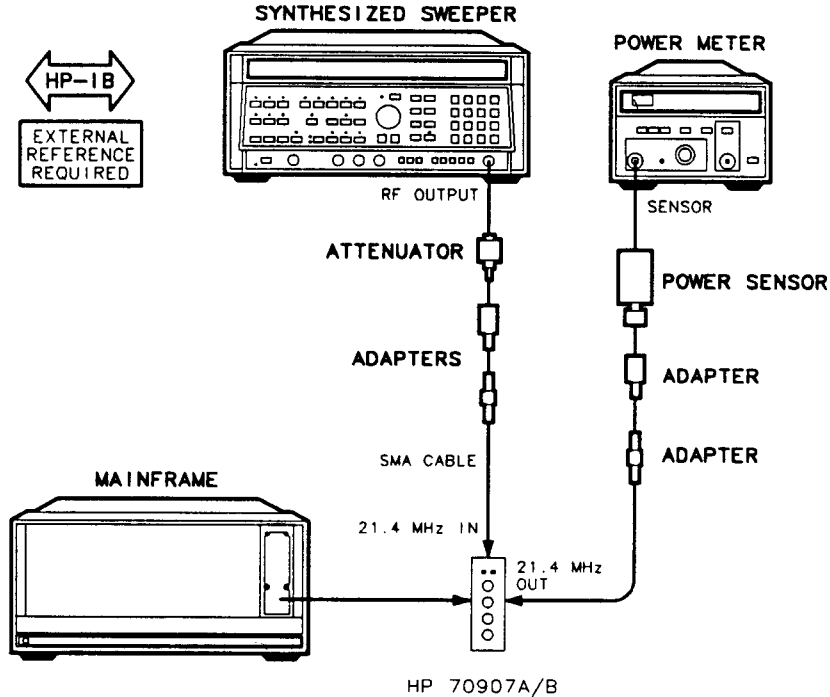 SYNTHESIZED SWEEPER
POWER METER
HP-IB
EXTERNAL
REFERENCE
REQUIRED
RF OUTPUT
SENSOR
ATTENUATOR
POWER SENSOR
ADAPTERS
ADAPTER
SMA CABLE
ADAPTER
MAINFRAME
21.4 MHz IN
21.4 MHz
OUT
HP 70907A/B